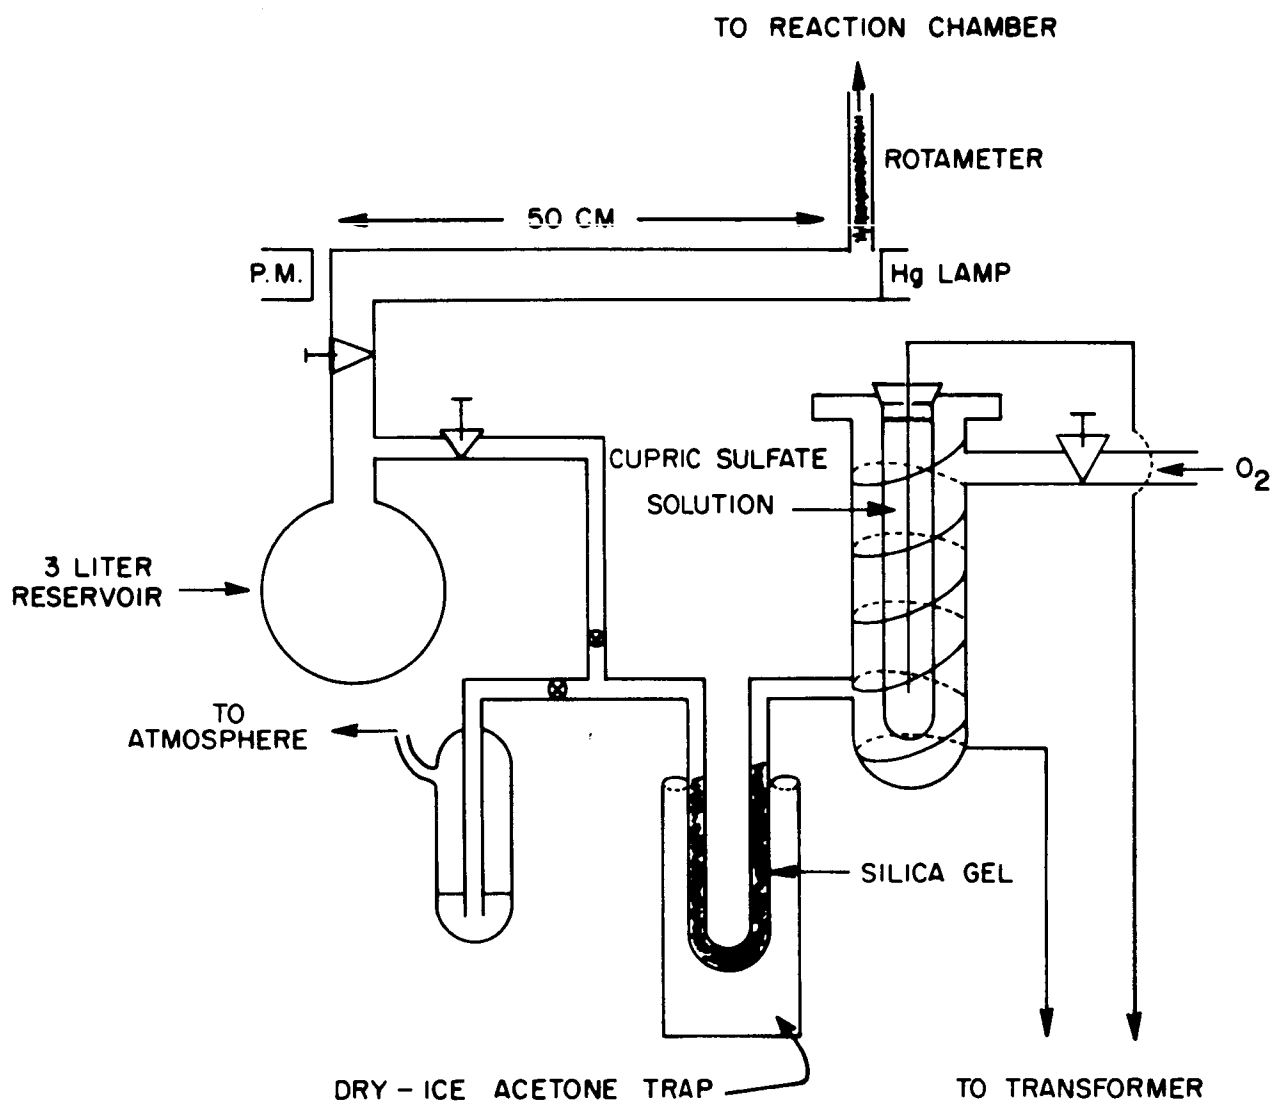 TO REACTION CHAMBER
ROTAMETER
50 CM
P.M.
Hg LAMP
CUPRIC SULFATE
SOLUTION
O2
3 LITER
RESERVOIR
TO
ATMOSPHERE
SILICA GEL
DRY-ICE ACETONE TRAP
TO TRANSFORMER